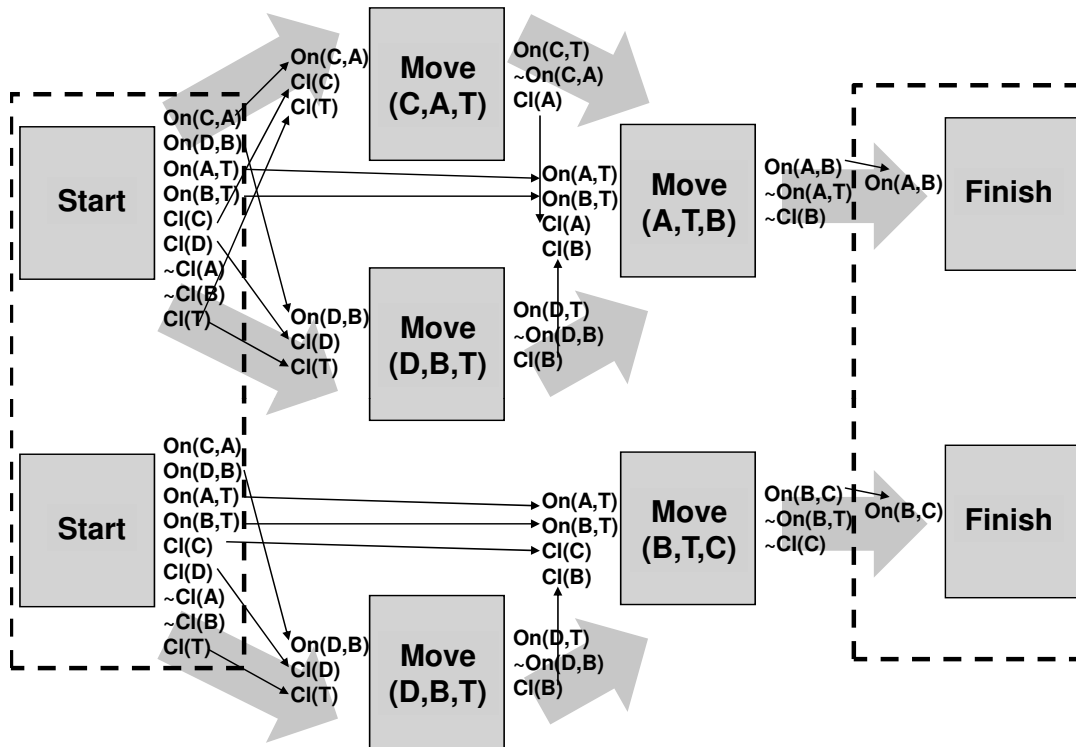 Start
On(C,A)
On(D,B)
On(A,T)
On(B,T)
Cl(C)
Cl(D)
~Cl(A)
~Cl(B)
Cl(T)
On(C,A)
Cl(C)
Cl(T)
Move
(C,A,T)
On(C,T)
~On(C,A)
Cl(A)
On(D,B)
Cl(D)
Cl(T)
Move
(D,B,T)
On(D,T)
~On(D,B)
Cl(B)
On(A,T)
On(B,T)
Cl(A)
Cl(B)
Move
(A,T,B)
On(A,B)
~On(A,T)
~Cl(B)
On(A,B)
Finish
Start
On(C,A)
On(D,B)
On(A,T)
On(B,T)
Cl(C)
Cl(D)
~Cl(A)
~Cl(B)
Cl(T)
On(D,B)
Cl(D)
Cl(T)
Move
(D,B,T)
On(D,T)
~On(D,B)
Cl(B)
On(A,T)
On(B,T)
Cl(C)
Cl(B)
Move
(B,T,C)
On(B,C)
~On(B,T)
~Cl(C)
On(B,C)
Finish